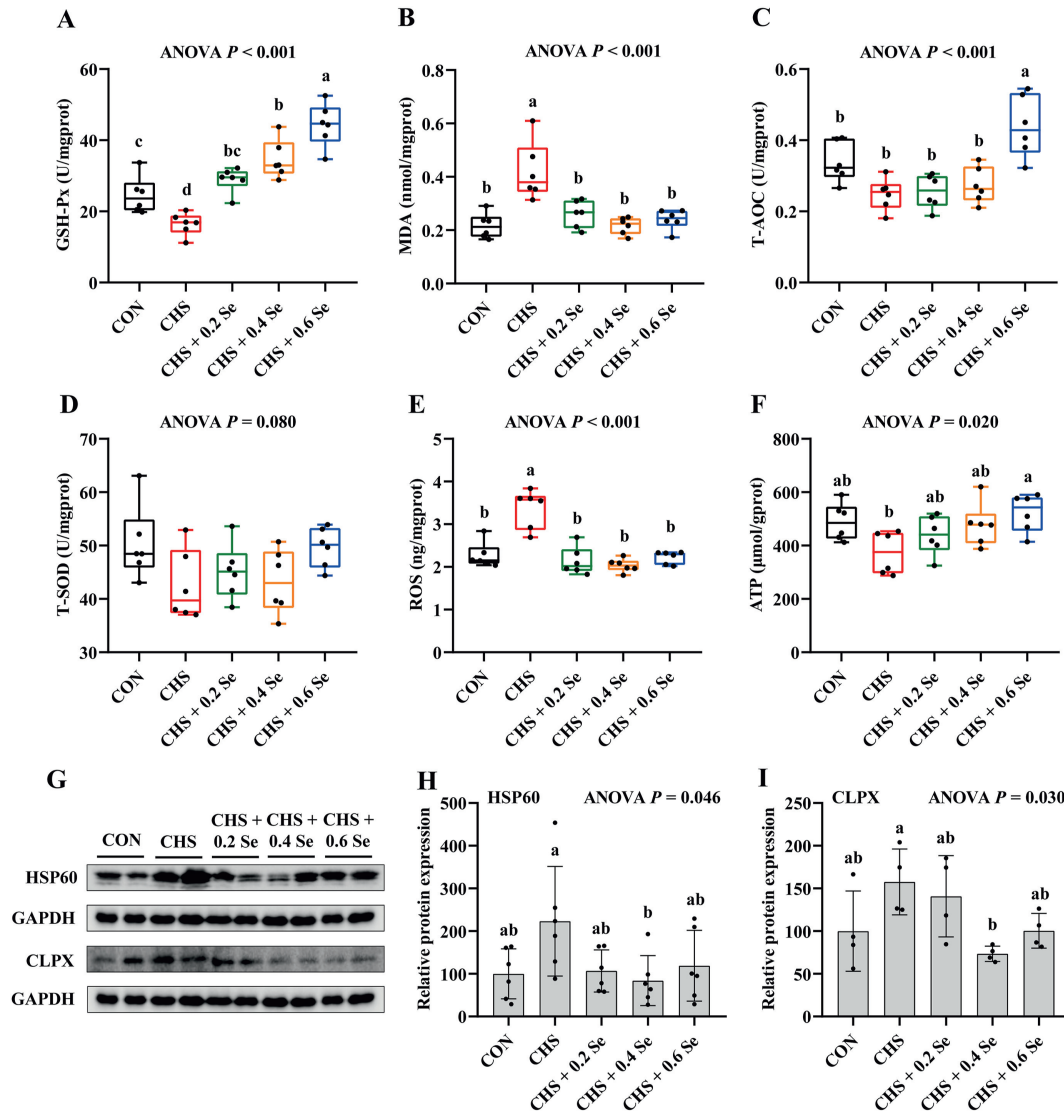 A
ANOVA P < 0.001
GSH-Px (U/mgprot)
60
40
20
0
c
d
bc
b
a
CON
CHS
CHS + 0.2 Se
CHS + 0.4 Se
CHS + 0.6 Se
B
ANOVA P < 0.001
MDA (nmol/mgprot)
0.8
0.6
0.4
0.2
0.0
b
a
b
b
b
CON
CHS
CHS + 0.2 Se
CHS + 0.4 Se
CHS + 0.6 Se
C
ANOVA P < 0.001
T-AOC (U/mgprot)
0.6
0.4
0.2
0.0
b
b
b
b
a
CON
CHS
CHS + 0.2 Se
CHS + 0.4 Se
CHS + 0.6 Se
D
ANOVA P = 0.080
T-SOD (U/mgprot)
70
60
50
40
30
CON
CHS
CHS + 0.2 Se
CHS + 0.4 Se
CHS + 0.6 Se
E
ANOVA P < 0.001
ROS (ng/mgprot)
5
4
3
2
1
0
b
a
b
b
b
CON
CHS
CHS + 0.2 Se
CHS + 0.4 Se
CHS + 0.6 Se
F
ANOVA P = 0.020
ATP (μmol/gprot)
800
600
400
200
0
ab
b
ab
ab
a
CON
CHS
CHS + 0.2 Se
CHS + 0.4 Se
CHS + 0.6 Se
G
CON
CHS
CHS +
0.2 Se
CHS +
0.4 Se
CHS +
0.6 Se
HSP60
GAPDH
CLPX
GAPDH
H
HSP60
ANOVA P = 0.046
Relative protein expression
500
400
300
200
100
0
ab
a
ab
b
ab
CON
CHS
CHS + 0.2 Se
CHS + 0.4 Se
CHS + 0.6 Se
I
CLPX
ANOVA P = 0.030
Relative protein expression
250
200
150
100
50
0
ab
a
ab
b
ab
CON
CHS
CHS + 0.2 Se
CHS + 0.4 Se
CHS + 0.6 Se